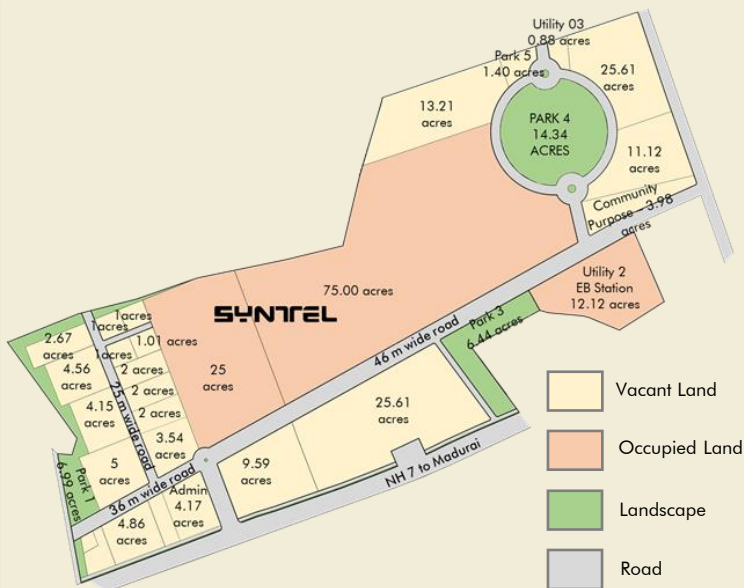 Utility 03
0.88 acres
Park 5
1.40 acres
25.61
acres
13.21
acres
PARK 4
14.34
ACRES
11.12
acres
Community
Purpose - 3.98
acres
Utility 2
EB Station
12.12 acres
75.00 acres
SYNTEL
Park 3
6.44 acres
46 m wide road
1acres
1acres
2.67
acres
1acres
1.01 acres
4.56
acres
2 acres
2 acres
2 acres
25 m wide road
25
acres
4.15
acres
25.61
acres
3.54
acres
5
acres
Park 1
6.99 acres
9.59
acres
36 m wide road
Admin
4.17
acres
4.86
acres
NH 7 to Madurai
Vacant Land
Occupied Land
Landscape
Road